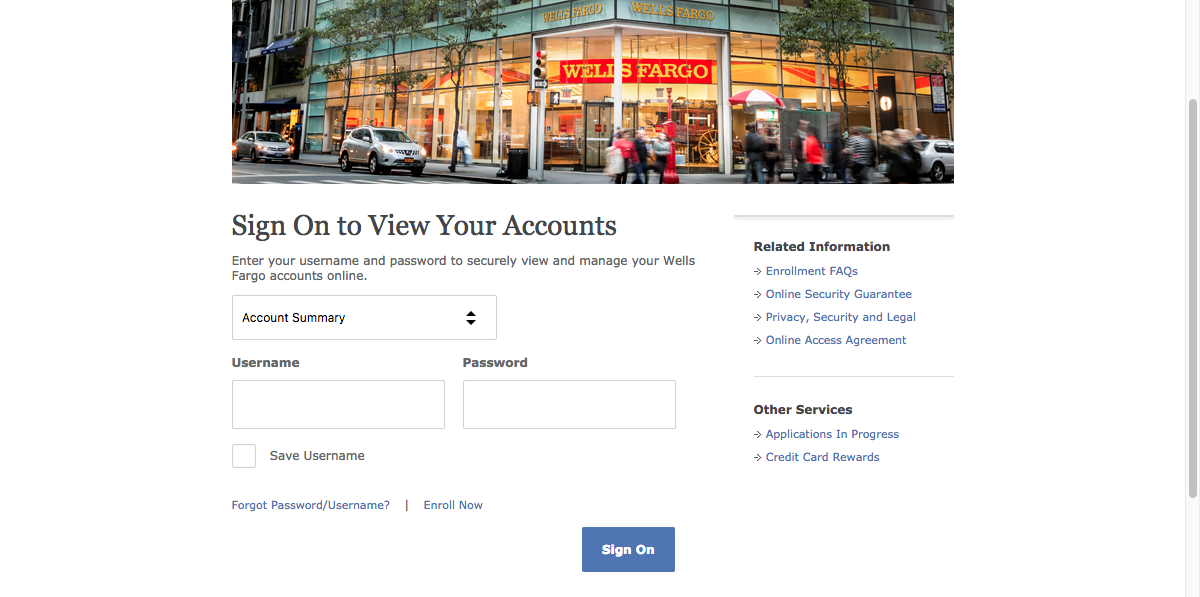 WELLS FARGO
WELLS FARGO
WELLS FARGO
Sign On to View Your Accounts
Enter your username and password to securely view and manage your Wells
Fargo accounts online.
Account Summary
Username
Password
Save Username
Forgot Password/Username? | Enroll Now
Sign On
Related Information
Enrollment FAQs
Online Security Guarantee
Privacy, Security and Legal
Online Access Agreement
Other Services
Applications In Progress
Credit Card Rewards